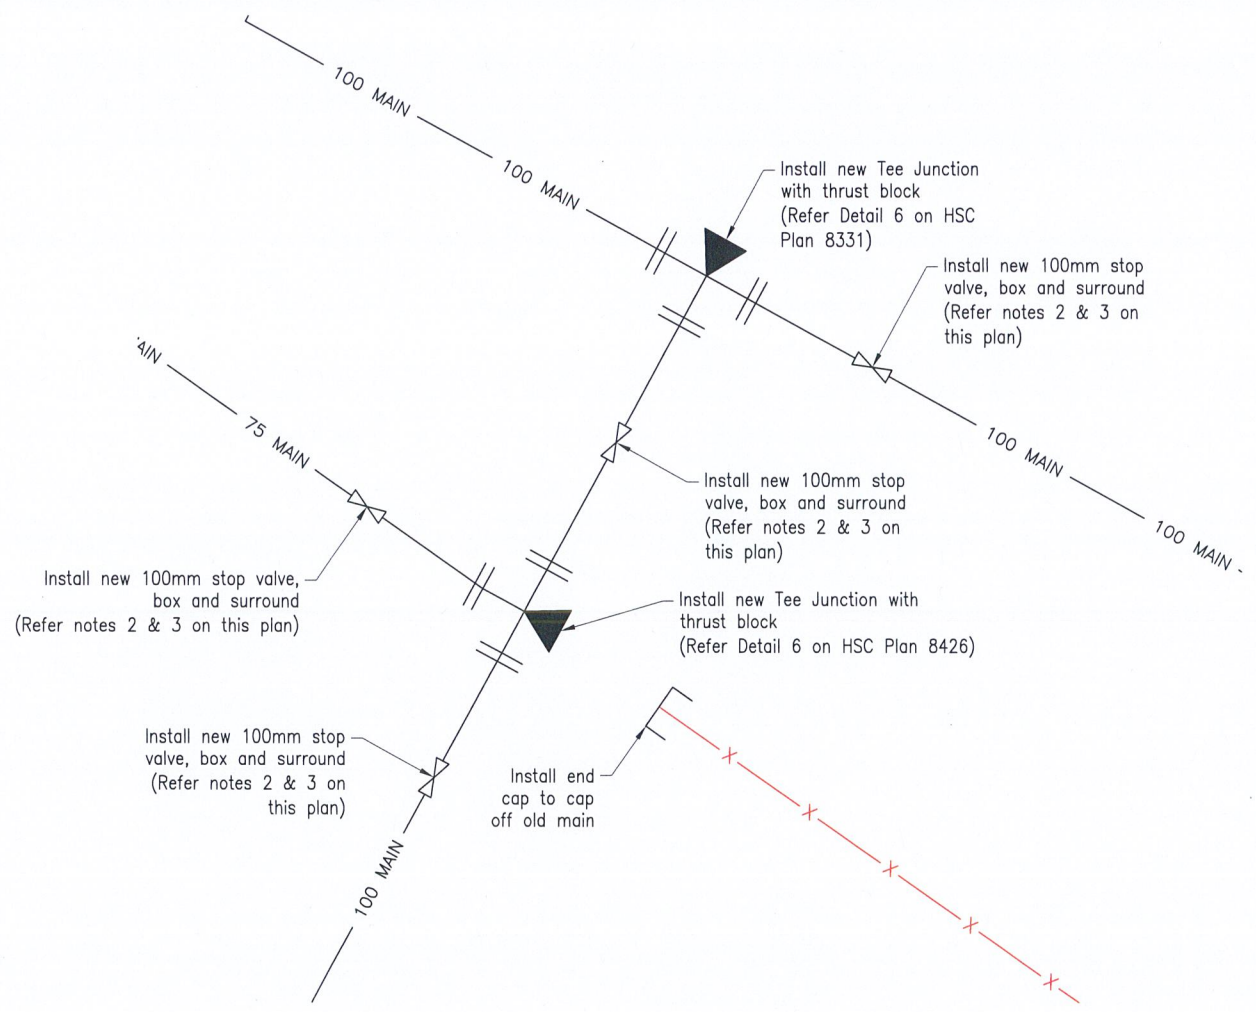 100 MAIN
100 MAIN
Install new Tee Junction
with thrust block
(Refer Detail 6 on HSC
Plan 8331)
Install new 100mm stop
valve, box and surround
(Refer notes 2 & 3 on
this plan)
'AIN
75 MAIN
100 MAIN
100 MAIN -
Install new 100mm stop
valve, box and surround
(Refer notes 2 & 3 on
this plan)
Install new 100mm stop valve,
box and surround
(Refer notes 2 & 3 on this plan)
Install new Tee Junction with
thrust block
(Refer Detail 6 on HSC Plan 8426)
Install new 100mm stop
valve, box and surround
(Refer notes 2 & 3 on
this plan)
Install end
cap to cap
off old main
100 MAIN
X
X
X
X
X